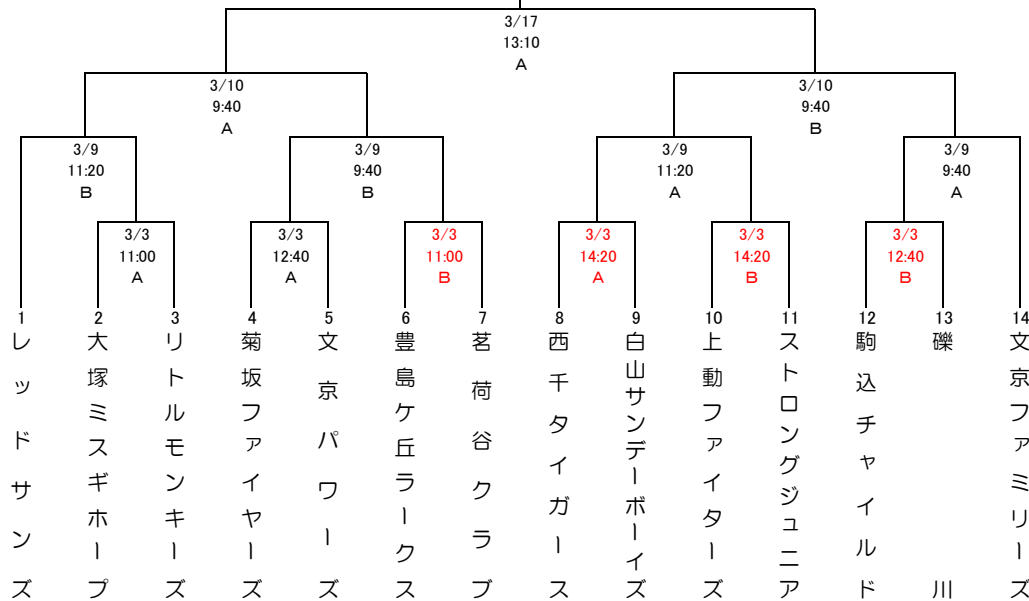 3/17
13:10
A
3/10
9:40
A
3/10
9:40
B
3/9
11:20
B
3/9
9:40
B
3/9
11:20
A
3/9
9:40
A
3/3
11:00
A
3/3
12:40
A
3/3
11:00
B
3/3
14:20
A
3/3
14:20
B
3/3
12:40
B
1
レッドサンズ
2
大塚ミスギホープ
3
リトルモンキーズ
4
菊坂ファイヤーズ
5
文京パワーズ
6
豊島ケ丘ラークス
7
茗荷谷クラブ
8
西千タイガース
9
白山サンデーボーイズ
10
上動ファイターズ
11
ストロングジュニア
12
駒込チャイルド
13
礫川
14
文京ファミリーズ